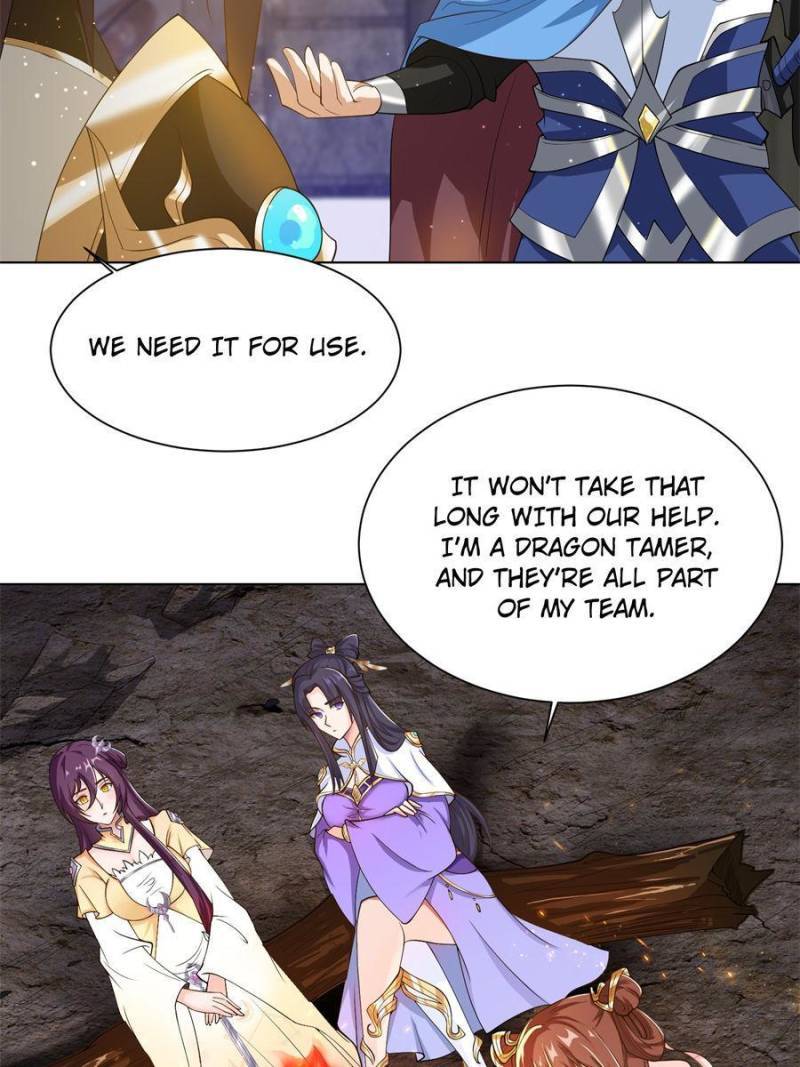 WE NEED IT FOR USE.
IT WON'T TAKE THAT
LONG WITH OUR HELP.
I'M A DRAGON TAMER,
AND THEY'RE ALL PART
OF MY TEAM.